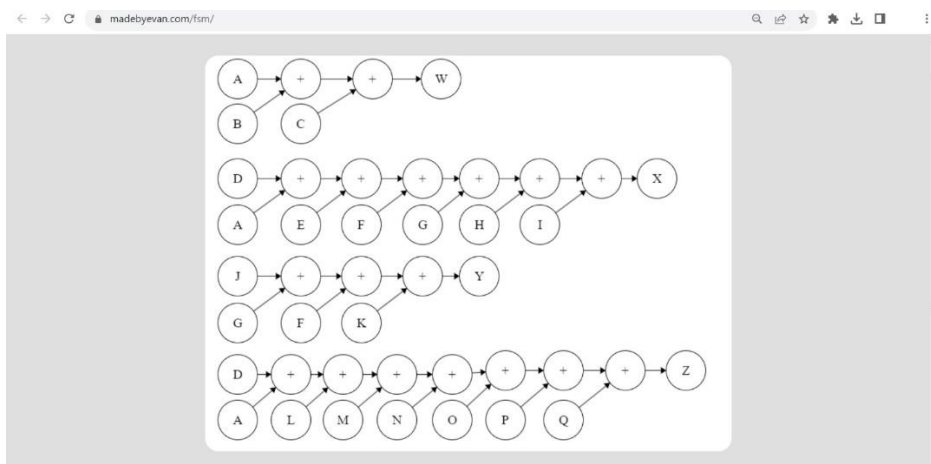 madebyevan.com/fsm/
A + + W
B C
D + + + + + + X
A E F G H I
J + + + Y
G F K
D + + + + + + + Z
A L M N O P Q